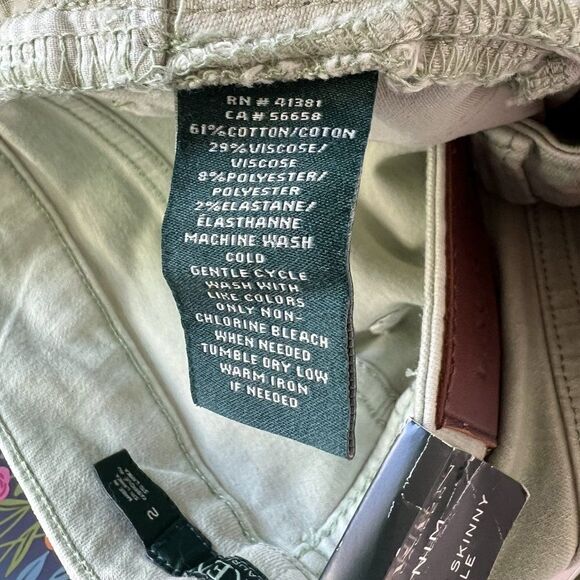 RN # 41381
CA # 56658
61% COTTON/COTON
29% VISCOSE/
VISCOSE
8% POLYESTER/
POLYESTER
2% ELASTANE/
ÉLASTHANNE
MACHINE WASH
COLD
GENTLE CYCLE
WASH WITH
LIKE COLORS
ONLY NON-
CHLORINE BLEACH
WHEN NEEDED
TUMBLE DRY LOW
WARM IRON
IF NEEDED
2
SKINNY